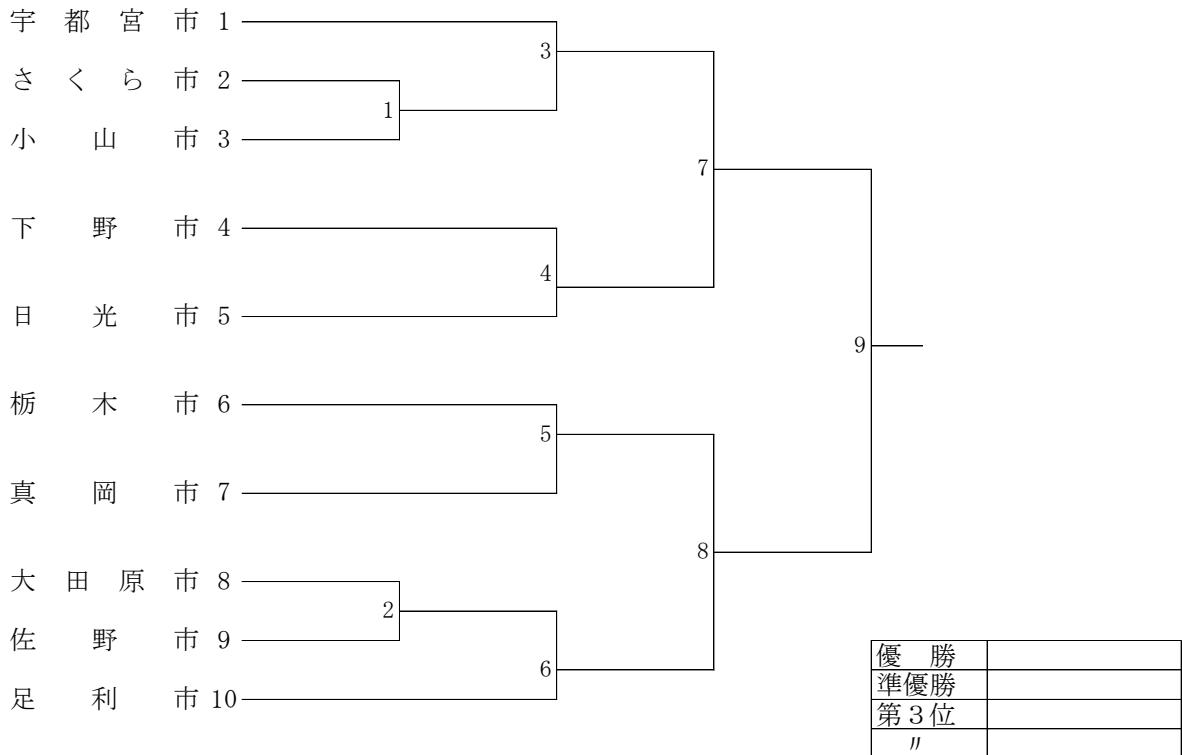 宇都宮市 1
3
さくら市 2
1
小山市 3
7
下野市 4
4
日光市 5
9
栃木市 6
5
真岡市 7
8
大田原市 8
2
佐野市 9
6
足利市 10
優勝
準優勝
第3位
〃